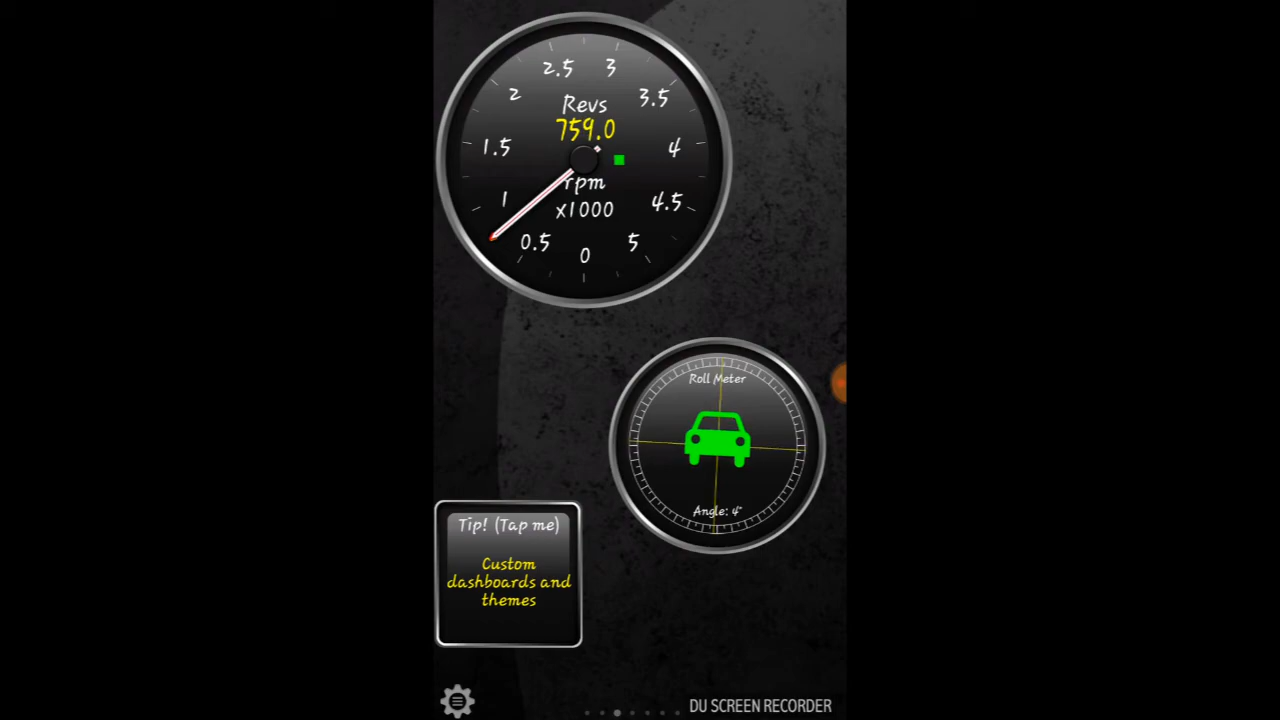 2.5 3
2 3.5
Revs
759.0
1.5 4
rpm
1 4.5
x1000
0.5 5
0
Roll Meter
Angle: 4°
Tip! (Tap me)
Custom
dashboards and
themes
DU SCREEN RECORDER